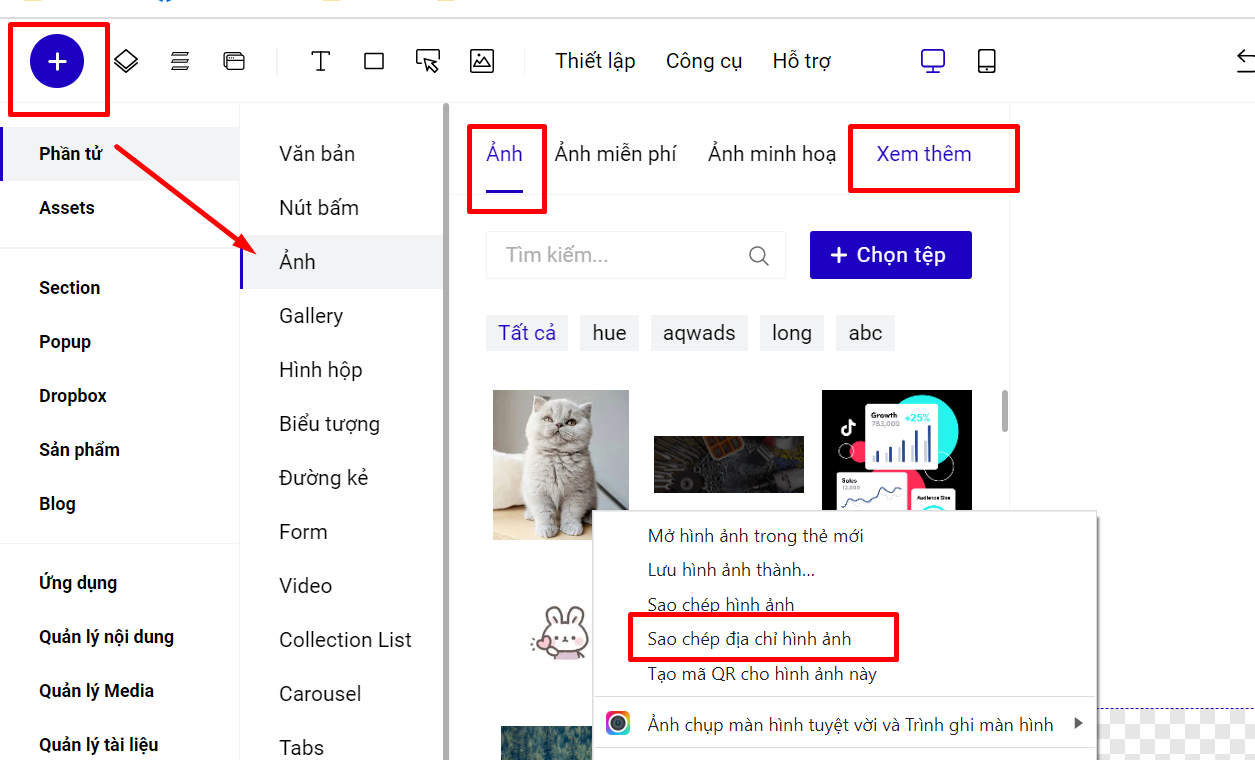 Thiết lập
Công cụ
Hỗ trợ
Phần tử
Assets
Section
Popup
Dropbox
Sản phẩm
Blog
Ứng dụng
Quản lý nội dung
Quản lý Media
Quản lý tài liệu
Văn bản
Nút bấm
Ảnh
Gallery
Hình hộp
Biểu tượng
Đường kẻ
Form
Video
Collection List
Carousel
Tabs
Ảnh
Ảnh miễn phí
Ảnh minh hoạ
Xem thêm
Tìm kiếm...
+ Chọn tệp
Tất cả
hue
aqwads
long
abc
Growth
+25%
783,000
Sales
13,800
Audience Size
Mở hình ảnh trong thẻ mới
Lưu hình ảnh thành...
Sao chép hình ảnh
Sao chép địa chỉ hình ảnh
Tạo mã QR cho hình ảnh này
Ảnh chụp màn hình tuyệt vời và Trình ghi màn hình